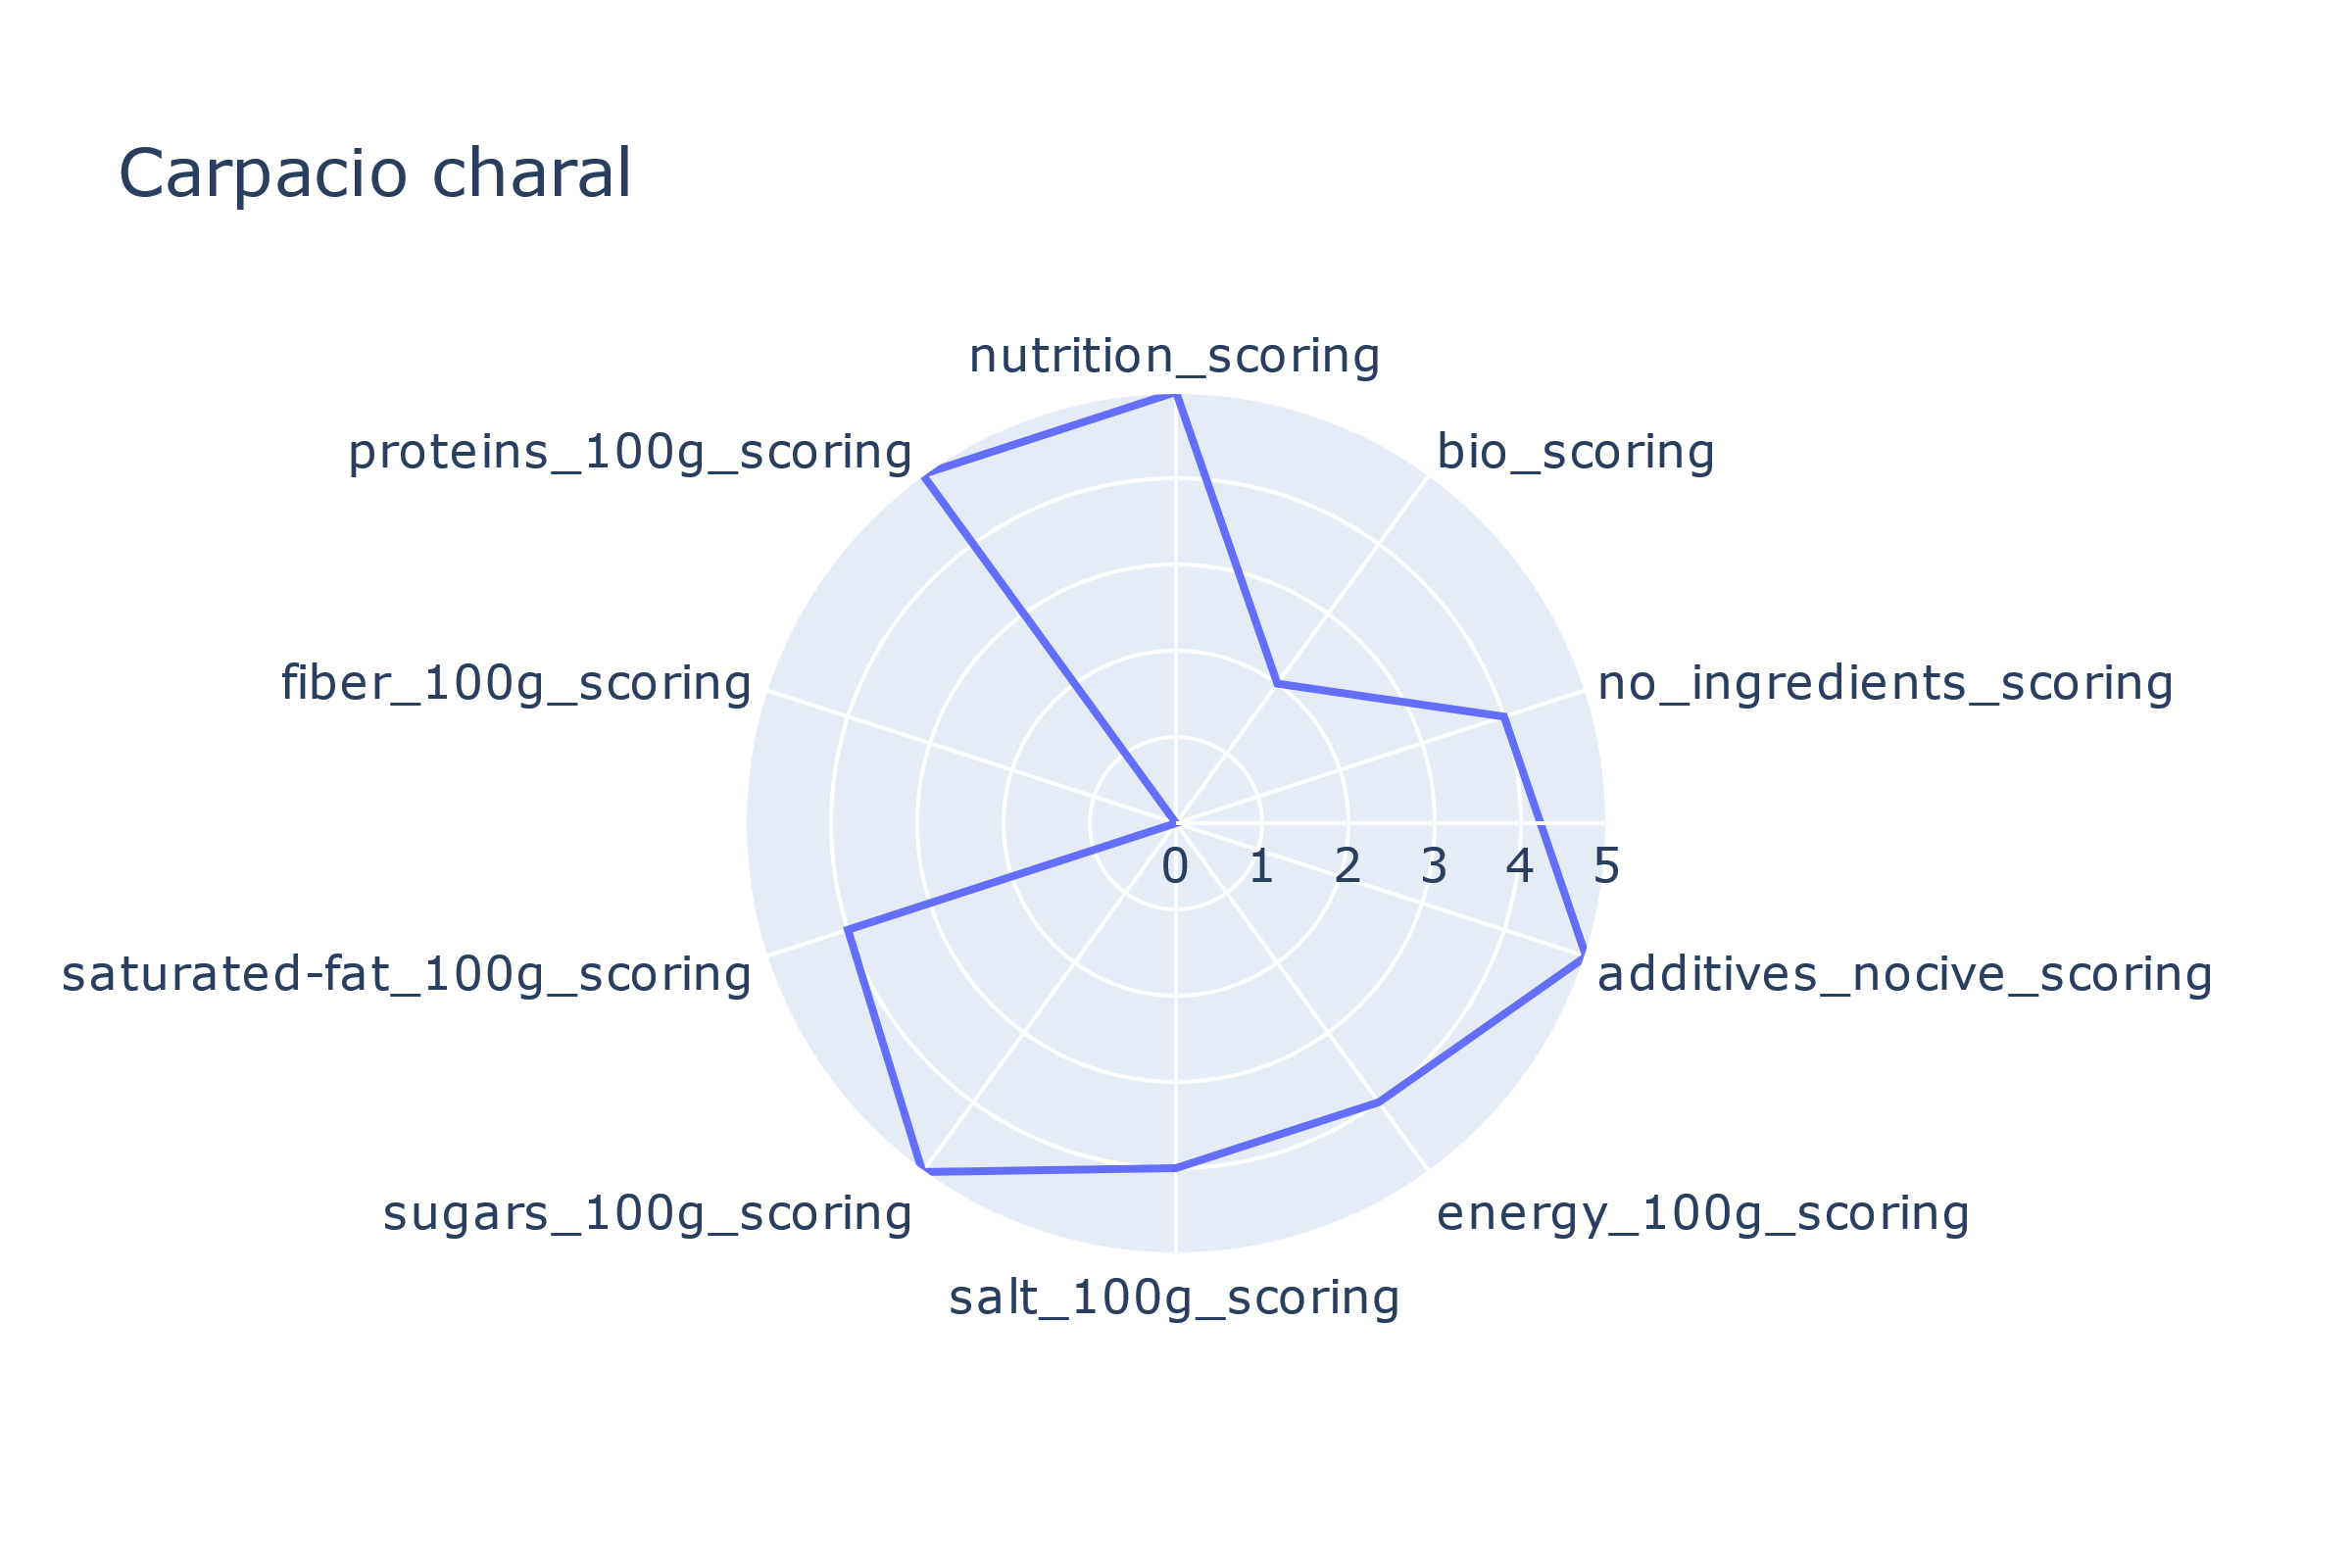 Carpacio charal
nutrition_scoring
proteins_100g_scoring
bio_scoring
fiber_100g_scoring
no_ingredients_scoring
0 1 2 3 4 5
saturated-fat_100g_scoring
additives_nocive_scoring
sugars_100g_scoring
energy_100g_scoring
salt_100g_scoring